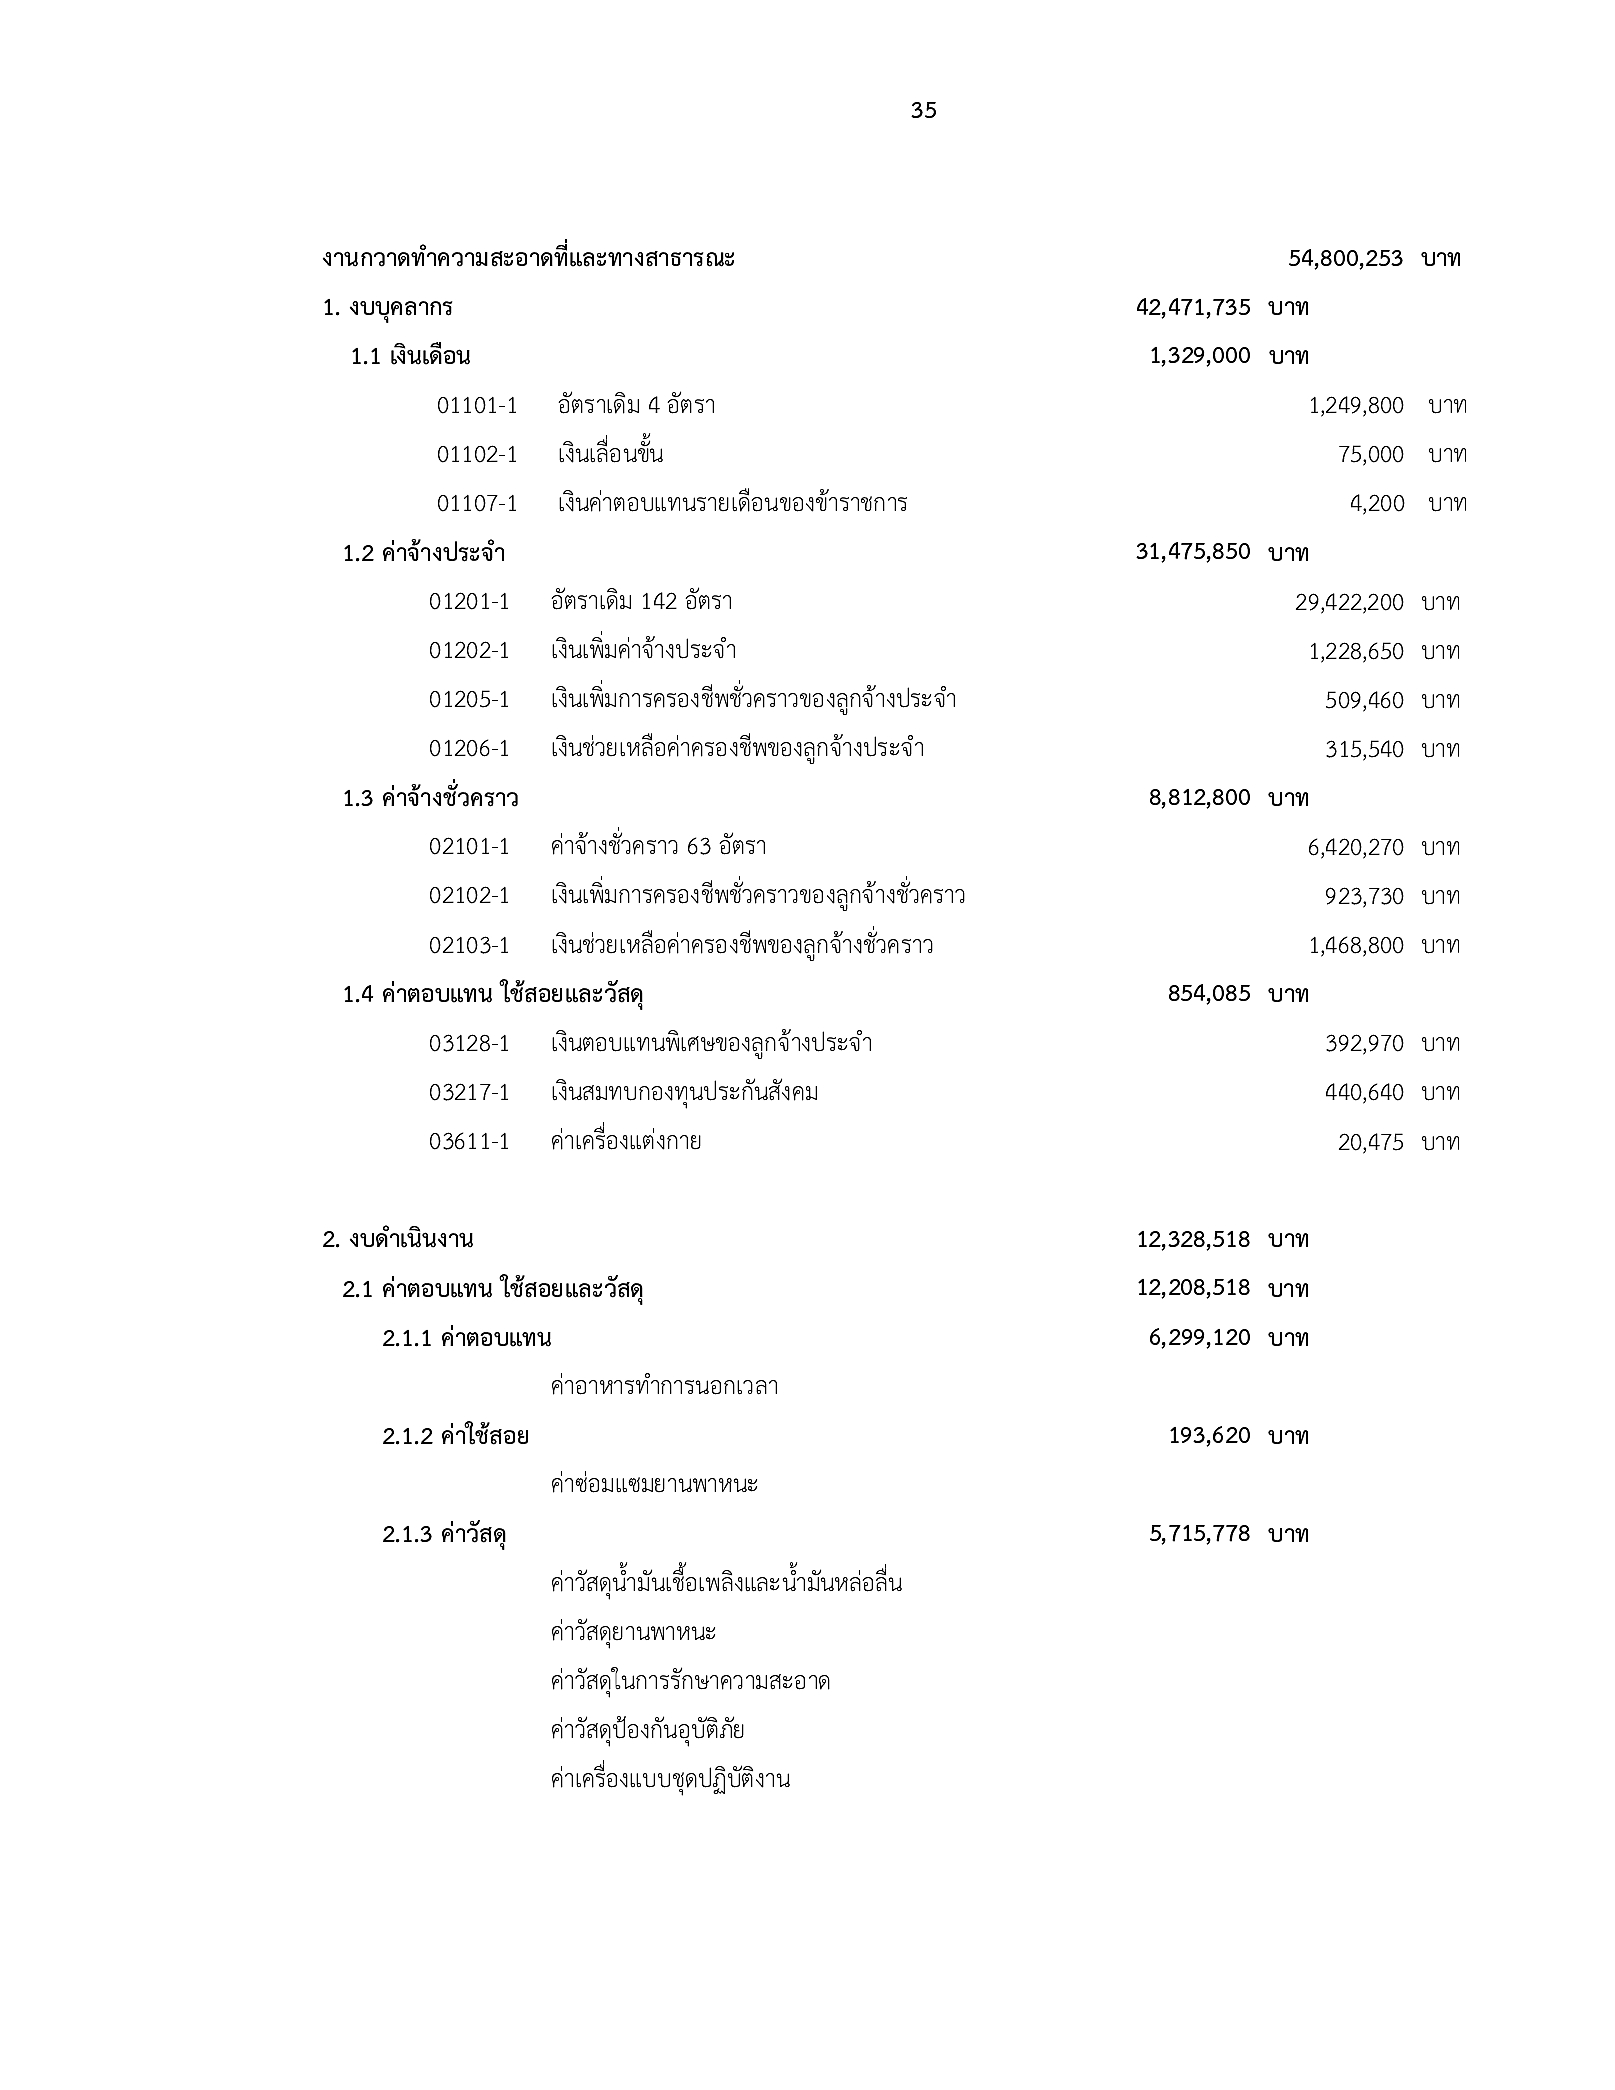 35
งานกวาดทำความสะอาดที่และทางสาธารณะ 54,800,253 บาท
1. งบบุคลากร 42,471,735 บาท
1.1 เงินเดือน 1,329,000 บาท
01101-1 อัตราเดิม 4 อัตรา 1,249,800 บาท
01102-1 เงินเลื่อนขั้น 75,000 บาท
01107-1 เงินค่าตอบแทนรายเดือนของข้าราชการ 4,200 บาท
1.2 ค่าจ้างประจำ 31,475,850 บาท
01201-1 อัตราเดิม 142 อัตรา 29,422,200 บาท
01202-1 เงินเพิ่มค่าจ้างประจำ 1,228,650 บาท
01205-1 เงินเพิ่มการครองชีพชั่วคราวของลูกจ้างประจำ 509,460 บาท
01206-1 เงินช่วยเหลือค่าครองชีพของลูกจ้างประจำ 315,540 บาท
1.3 ค่าจ้างชั่วคราว 8,812,800 บาท
02101-1 ค่าจ้างชั่วคราว 63 อัตรา 6,420,270 บาท
02102-1 เงินเพิ่มการครองชีพชั่วคราวของลูกจ้างชั่วคราว 923,730 บาท
02103-1 เงินช่วยเหลือค่าครองชีพของลูกจ้างชั่วคราว 1,468,800 บาท
1.4 ค่าตอบแทน ใช้สอยและวัสดุ 854,085 บาท
03128-1 เงินตอบแทนพิเศษของลูกจ้างประจำ 392,970 บาท
03217-1 เงินสมทบกองทุนประกันสังคม 440,640 บาท
03611-1 ค่าเครื่องแต่งกาย 20,475 บาท
2. งบดำเนินงาน 12,328,518 บาท
2.1 ค่าตอบแทน ใช้สอยและวัสดุ 12,208,518 บาท
2.1.1 ค่าตอบแทน 6,299,120 บาท
ค่าอาหารทำการนอกเวลา
2.1.2 ค่าใช้สอย 193,620 บาท
ค่าซ่อมแซมยานพาหนะ
2.1.3 ค่าวัสดุ 5,715,778 บาท
ค่าวัสดุน้ำมันเชื้อเพลิงและน้ำมันหล่อลื่น
ค่าวัสดุยานพาหนะ
ค่าวัสดุในการรักษาความสะอาด
ค่าวัสดุป้องกันอุบัติภัย
ค่าเครื่องแบบชุดปฏิบัติงาน